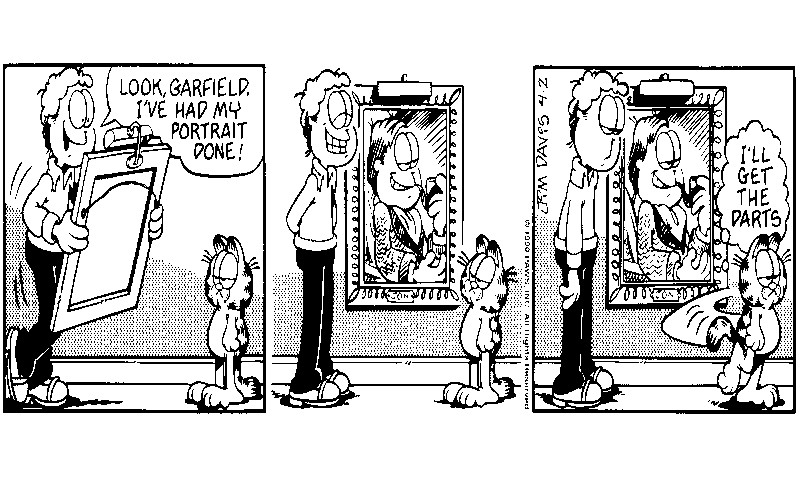 LOOK, GARFIELD.
I'VE HAD MY
PORTRAIT
DONE!
JIM DAVIS 4-2
I'LL
GET
THE
DARTS